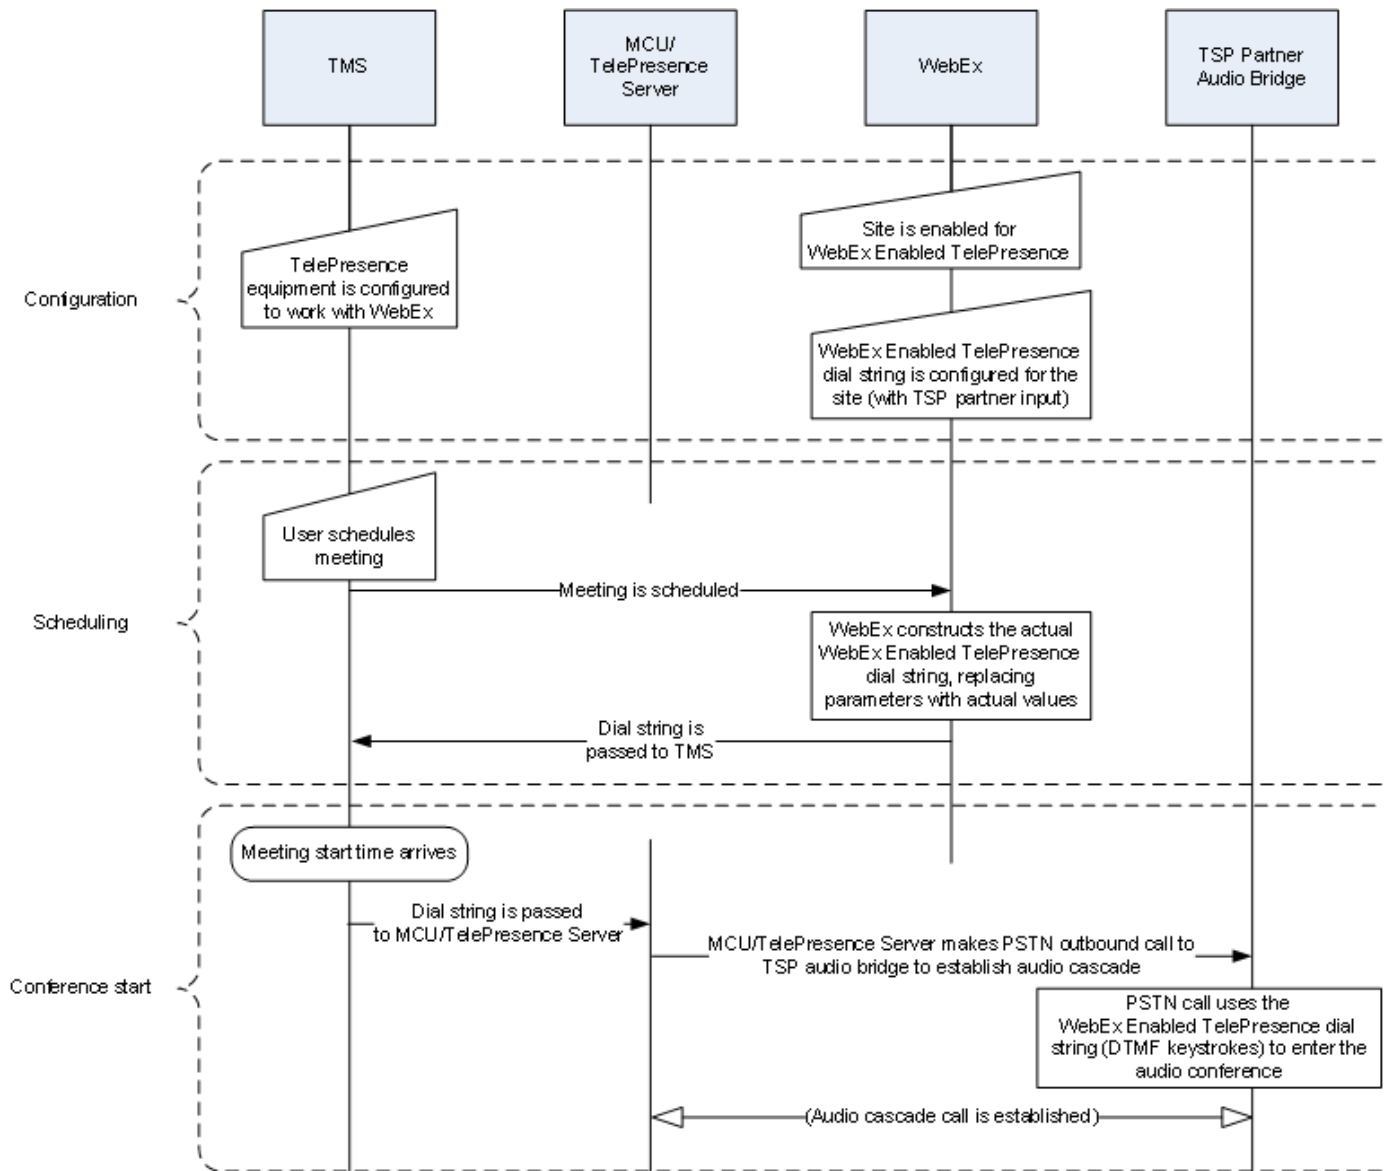 TMS
MCU/
TelePresence
Server
WebEx
TSP Partner
Audio Bridge
Configuration
TelePresence
equipment is configured
to work with WebEx
Site is enabled for
WebEx Enabled TelePresence
WebEx Enabled TelePresence
dial string is configured for the
site (with TSP partner input)
Scheduling
User schedules
meeting
Meeting is scheduled
WebEx constructs the actual
WebEx Enabled TelePresence
dial string, replacing
parameters with actual values
Dial string is
passed to TMS
Conference start
Meeting start time arrives
Dial string is passed
to MCU/TelePresence Server
MCU/TelePresence Server makes PSTN outbound call to
TSP audio bridge to establish audio cascade
PSTN call uses the
WebEx Enabled TelePresence dial
string (DTMF keystrokes) to enter the
audio conference
(Audio cascade call is established)